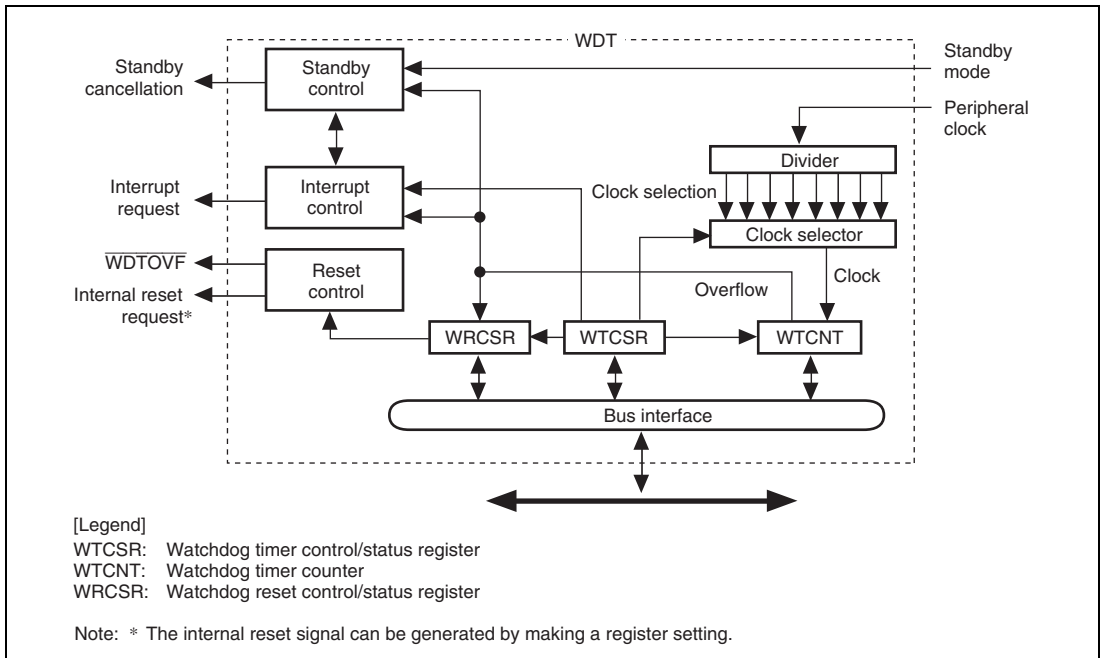 WDT
Standby
cancellation
Standby
control
Standby
mode
Peripheral
clock
Divider
Interrupt
request
Interrupt
control
Clock selection
Clock selector
WDTOVF
Internal reset
request*
Reset
control
Overflow
Clock
WRCSR
WTCSR
WTCNT
Bus interface
[Legend]
WTCSR: Watchdog timer control/status register
WTCNT: Watchdog timer counter
WRCSR: Watchdog reset control/status register
Note: * The internal reset signal can be generated by making a register setting.